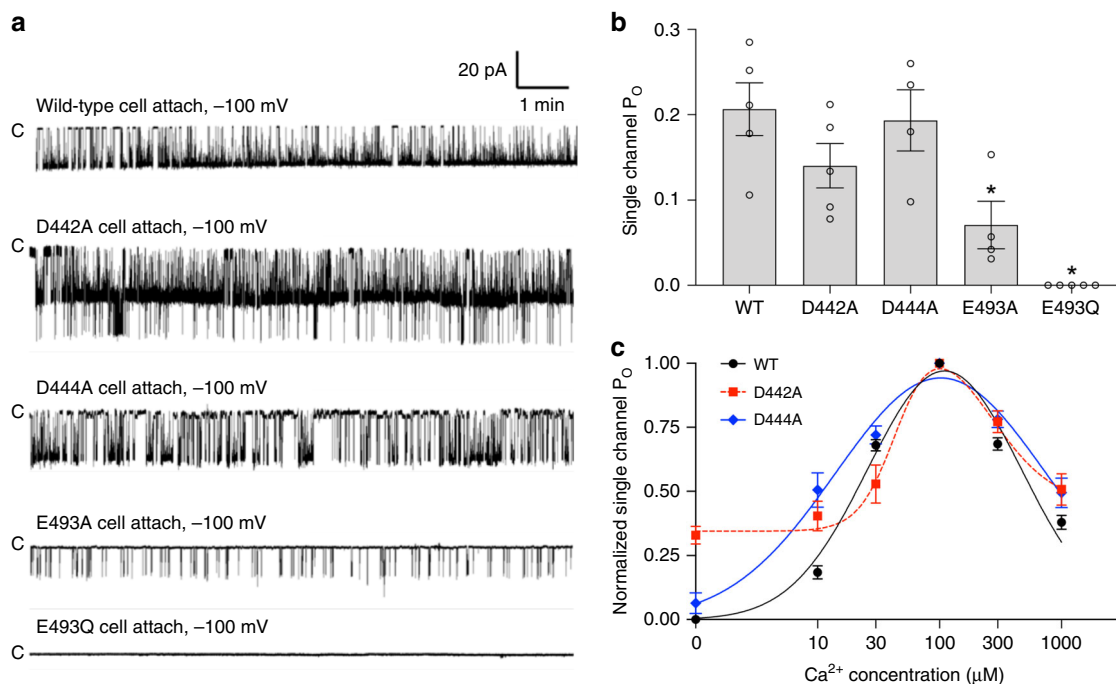 a
20 pA
1 min
Wild-type cell attach, –100 mV
C
D442A cell attach, –100 mV
C
D444A cell attach, –100 mV
C
E493A cell attach, –100 mV
C
E493Q cell attach, –100 mV
C
b
Single channel PO
0.3
0.2
0.1
0.0
*
*
WT
D442A
D444A
E493A
E493Q
c
Normalized single channel PO
1.00
0.75
0.50
0.25
0.00
WT
D442A
D444A
0
10
30
100
300
1000
Ca2+ concentration (μM)